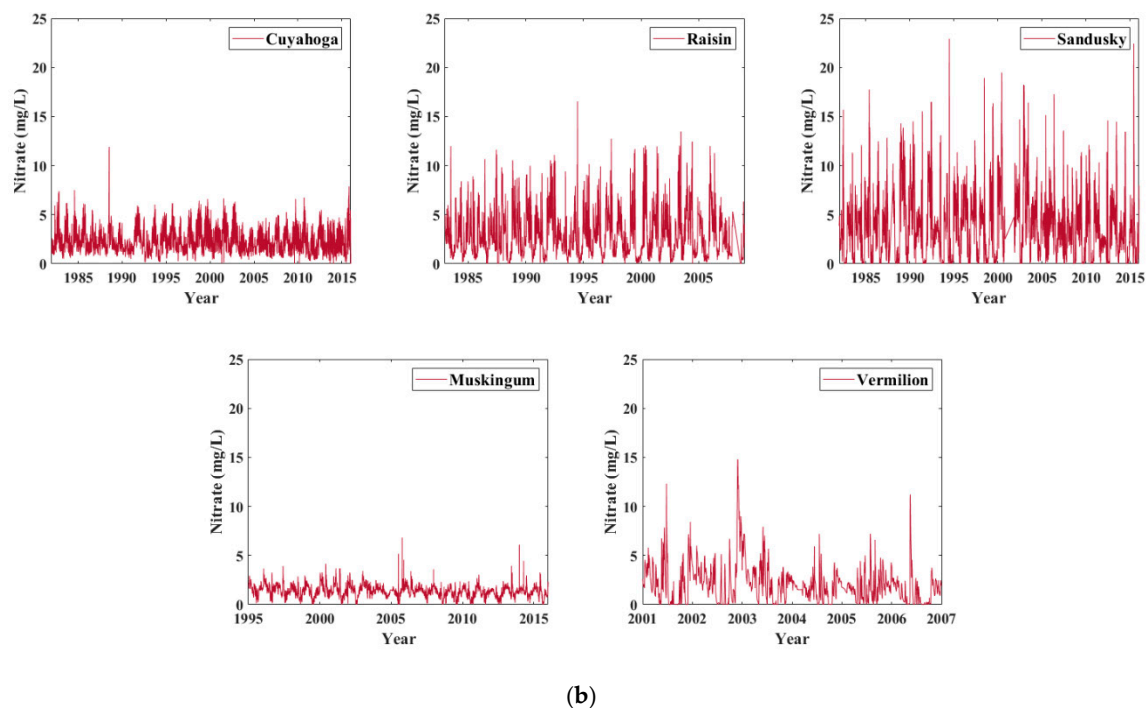 25
20
15
10
5
0
Nitrate (mg/L)
Cuyahoga
1985 1990 1995 2000 2005 2010 2015
Year
25
20
15
10
5
0
Nitrate (mg/L)
Raisin
1985 1990 1995 2000 2005
Year
25
20
15
10
5
0
Nitrate (mg/L)
Sandusky
1985 1990 1995 2000 2005 2010 2015
Year
25
20
15
10
5
0
Nitrate (mg/L)
Muskingum
1995 2000 2005 2010 2015
Year
25
20
15
10
5
0
Nitrate (mg/L)
Vermilion
2001 2002 2003 2004 2005 2006 2007
Year
(b)